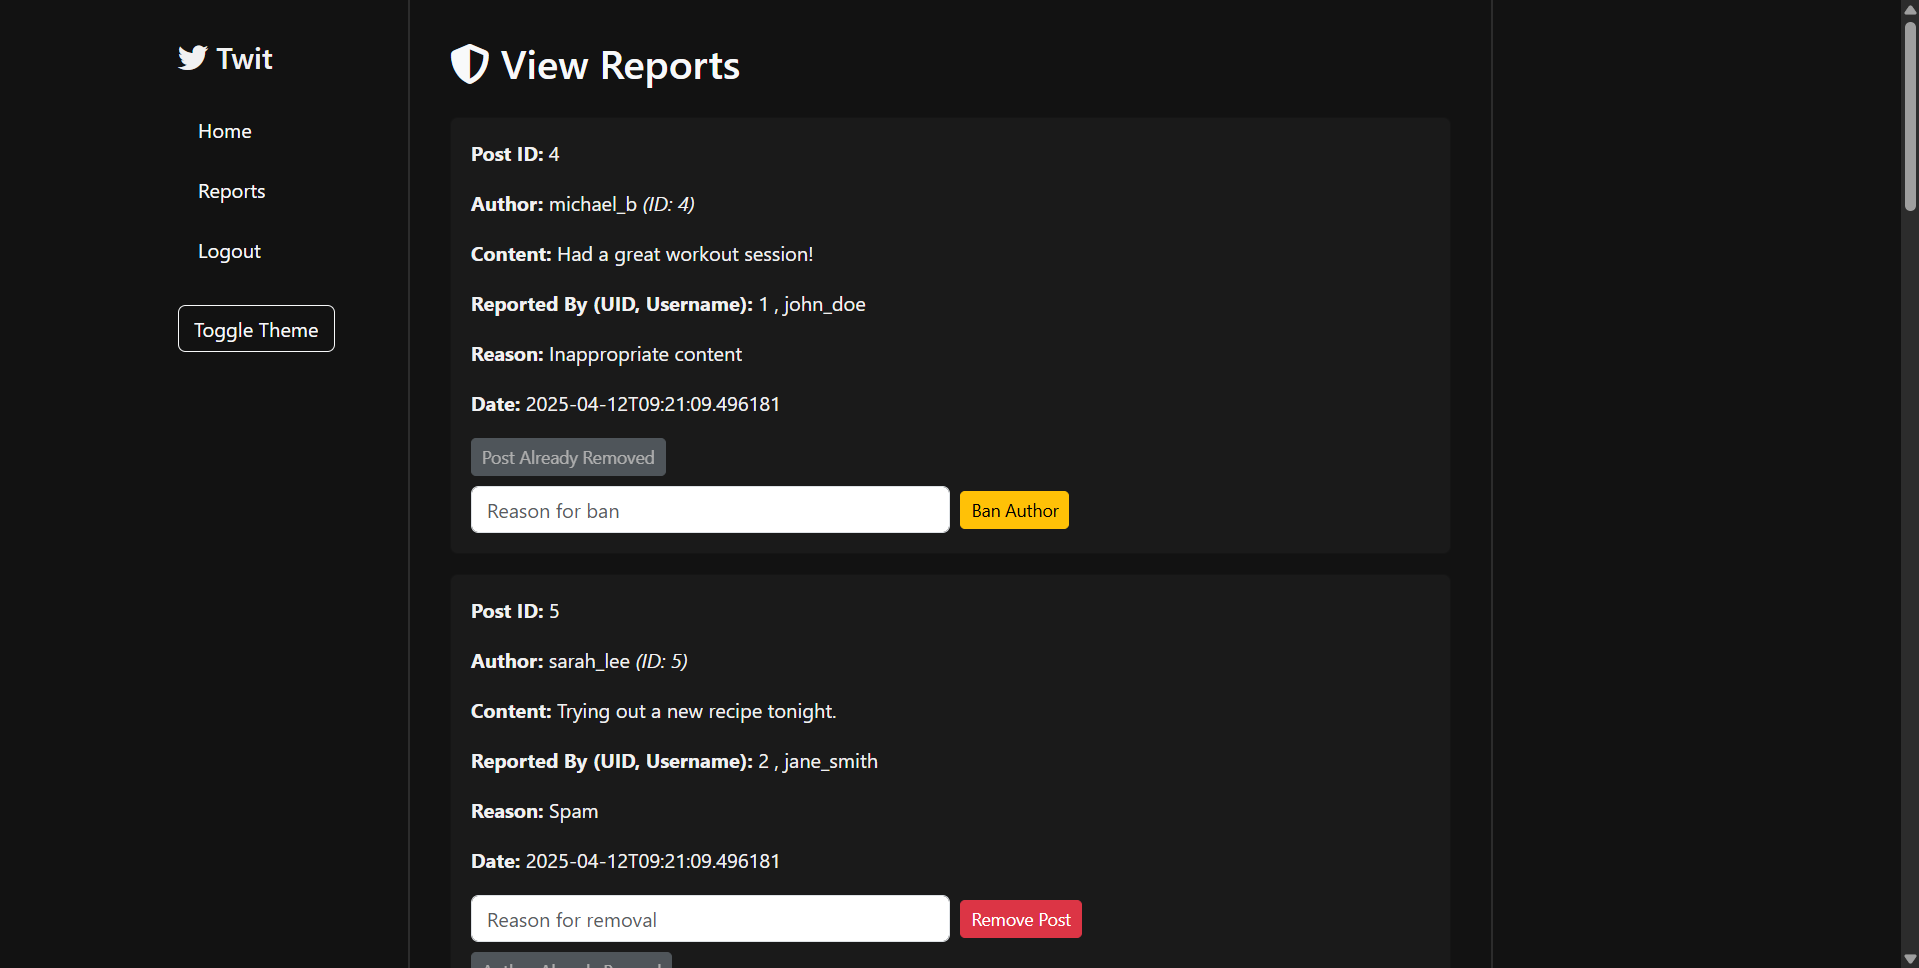 Twit
Home
Reports
Logout
Toggle Theme
View Reports
Post ID: 4
Author: michael_b (ID: 4)
Content: Had a great workout session!
Reported By (UID, Username): 1 , john_doe
Reason: Inappropriate content
Date: 2025-04-12T09:21:09.496181
Post Already Removed
Reason for ban
Ban Author
Post ID: 5
Author: sarah_lee (ID: 5)
Content: Trying out a new recipe tonight.
Reported By (UID, Username): 2 , jane_smith
Reason: Spam
Date: 2025-04-12T09:21:09.496181
Reason for removal
Remove Post